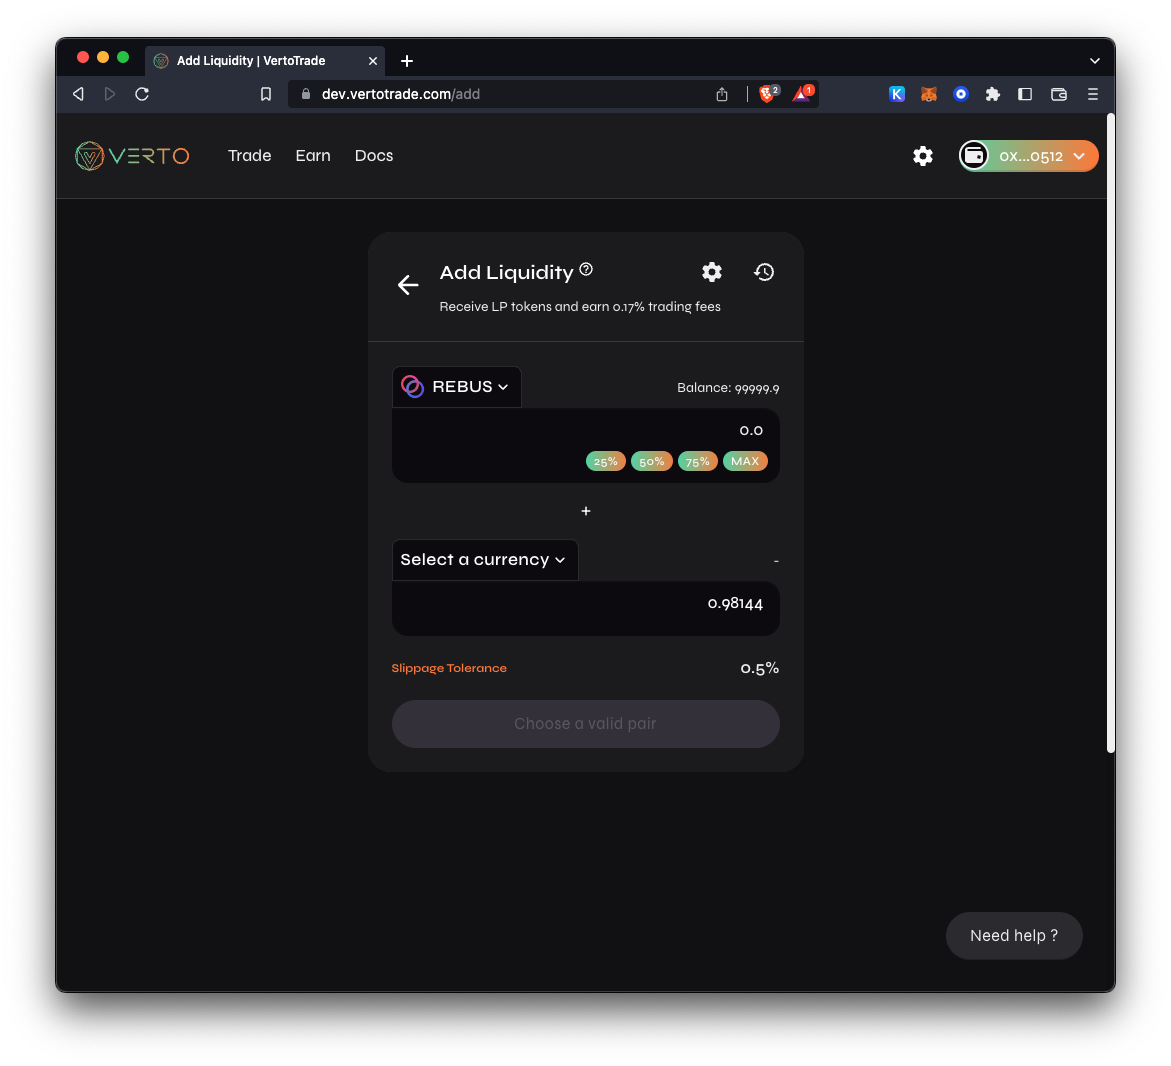 Add Liquidity | VertoTrade
dev.vertotrade.com/add
2
1
K
VERTO
Trade
Earn
Docs
0x...0512
Add Liquidity ?
Receive LP tokens and earn 0.17% trading fees
REBUS
Balance: 99999.9
0.0
25%
50%
75%
MAX
+
Select a currency
-
0.98144
Slippage Tolerance
0.5%
Choose a valid pair
Need help ?